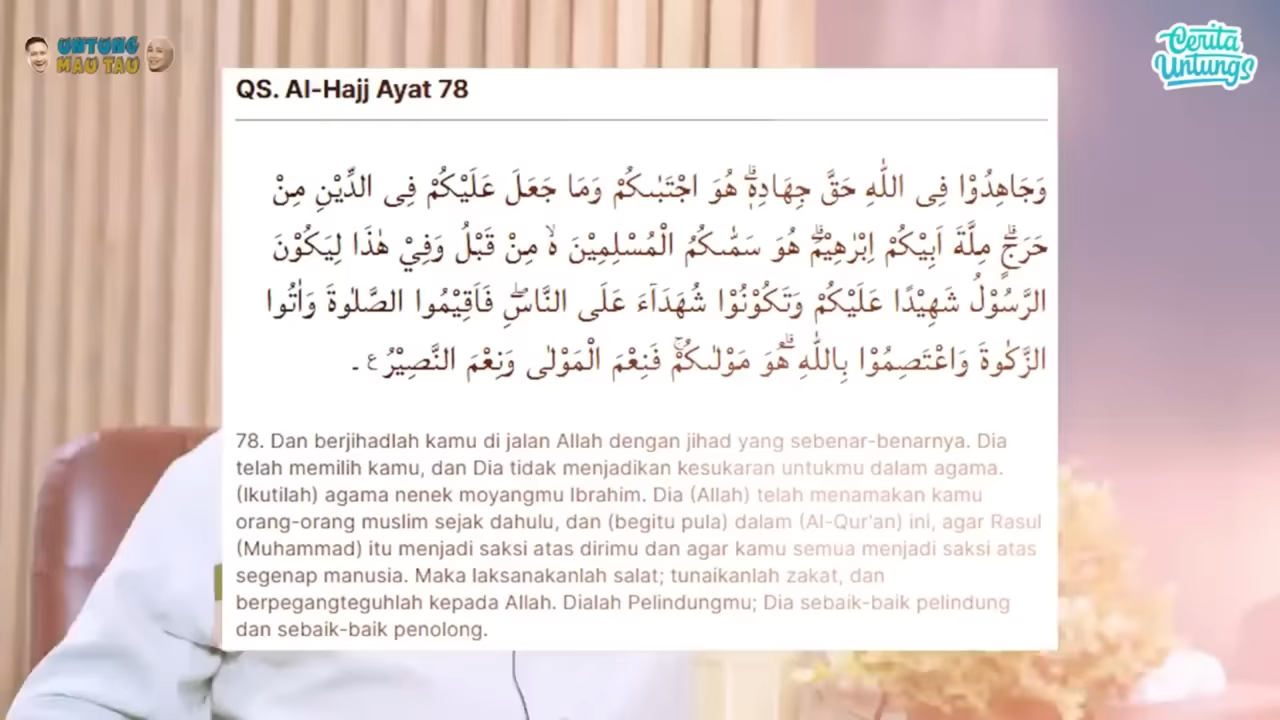 UNTUNG
MAU TAU
Cerita
Untungs
QS. Al-Hajj Ayat 78
وَجَاهِدُوْا فِى اللّٰهِ حَقَّ جِهَادِهٖۗ هُوَ اجْتَبٰىكُمْ وَمَا جَعَلَ عَلَيْكُمْ فِى الدِّيْنِ مِنْ
حَرَجٍۗ مِلَّةَ اَبِيْكُمْ اِبْرٰهِيْمَۗ هُوَ سَمّٰىكُمُ الْمُسْلِمِيْنَ ەۙ مِنْ قَبْلُ وَفِيْ هٰذَا لِيَكُوْنَ
الرَّسُوْلُ شَهِيْدًا عَلَيْكُمْ وَتَكُوْنُوْا شُهَدَاۤءَ عَلَى النَّاسِۖ فَاَقِيْمُوا الصَّلٰوةَ وَاٰتُوا
الزَّكٰوةَ وَاعْتَصِمُوْا بِاللّٰهِ ۗهُوَ مَوْلٰىكُمْۚ فَنِعْمَ الْمَوْلٰى وَنِعْمَ النَّصِيْرُ ع ۔
78. Dan berjihadlah kamu di jalan Allah dengan jihad yang sebenar-benarnya. Dia
telah memilih kamu, dan Dia tidak menjadikan kesukaran untukmu dalam agama.
(Ikutilah) agama nenek moyangmu Ibrahim. Dia (Allah) telah menamakan kamu
orang-orang muslim sejak dahulu, dan (begitu pula) dalam (Al-Qur'an) ini, agar Rasul
(Muhammad) itu menjadi saksi atas dirimu dan agar kamu semua menjadi saksi atas
segenap manusia. Maka laksanakanlah salat; tunaikanlah zakat, dan
berpegangteguhlah kepada Allah. Dialah Pelindungmu; Dia sebaik-baik pelindung
dan sebaik-baik penolong.